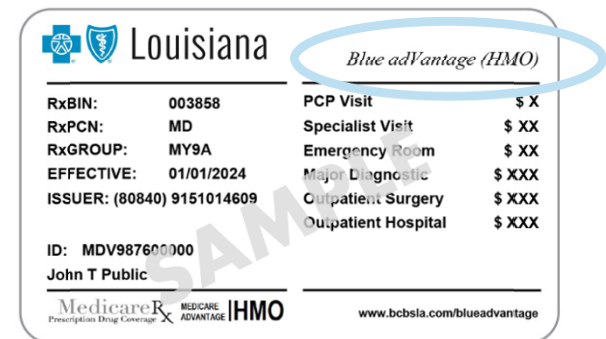 Louisiana
Blue adVantage (HMO)
RxBIN: 003858
RxPCN: MD
RxGROUP: MY9A
EFFECTIVE: 01/01/2024
ISSUER: (80840) 9151014609
ID: MDV987600000
John T Public
PCP Visit $ X
Specialist Visit $ XX
Emergency Room $ XX
Major Diagnostic $ XXX
Outpatient Surgery $ XXX
Outpatient Hospital $ XXX
SAMPLE
MedicareRx
Prescription Drug Coverage
MEDICARE
ADVANTAGE |HMO
www.bcbsla.com/blueadvantage